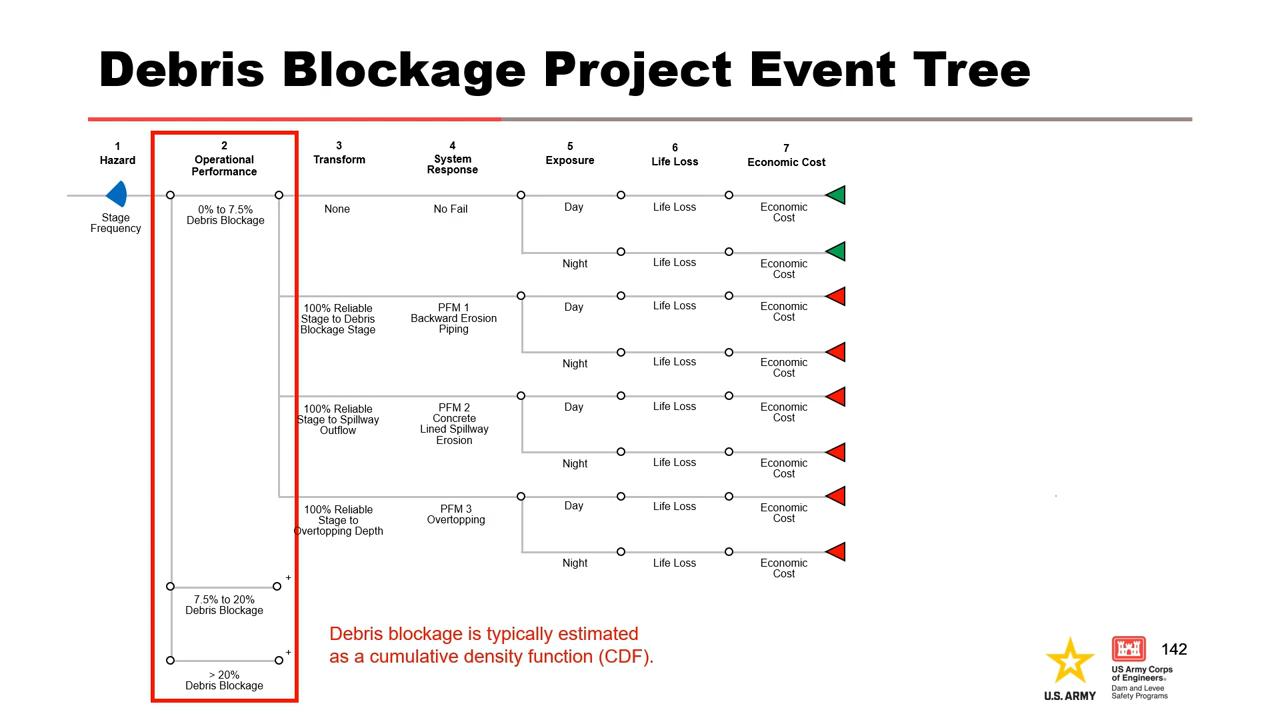 Debris Blockage Project Event Tree
1
Hazard
2
Operational
Performance
3
Transform
4
System
Response
5
Exposure
6
Life Loss
7
Economic Cost
Stage
Frequency
0% to 7.5%
Debris Blockage
None
No Fail
Day
Life Loss
Economic
Cost
Night
Life Loss
Economic
Cost
100% Reliable
Stage to Debris
Blockage Stage
PFM 1
Backward Erosion
Piping
Day
Life Loss
Economic
Cost
Night
Life Loss
Economic
Cost
100% Reliable
Stage to Spillway
Outflow
PFM 2
Concrete
Lined Spillway
Erosion
Day
Life Loss
Economic
Cost
Night
Life Loss
Economic
Cost
100% Reliable
Stage to
Overtopping Depth
PFM 3
Overtopping
Day
Life Loss
Economic
Cost
Night
Life Loss
Economic
Cost
+
7.5% to 20%
Debris Blockage
+
> 20%
Debris Blockage
Debris blockage is typically estimated
as a cumulative density function (CDF).
U.S. ARMY
US Army Corps
of Engineers®
Dam and Levee
Safety Programs
142